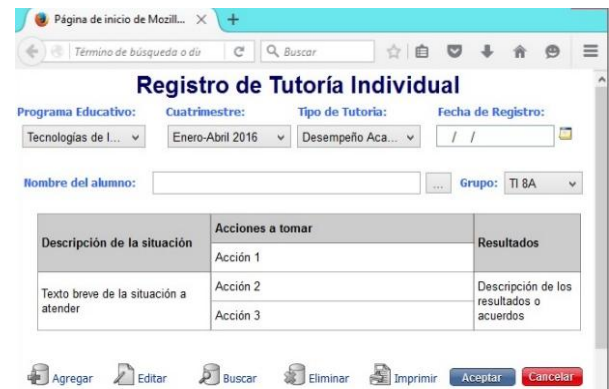 Página de inicio de Mozill...
Término de búsqueda o dir
Buscar
Registro de Tutoría Individual
Programa Educativo: Cuatrimestre: Tipo de Tutoria: Fecha de Registro:
Tecnologías de I... Enero-Abril 2016 Desempeño Aca... / /
Nombre del alumno: ... Grupo: TI 8A
Descripción de la situación Acciones a tomar Resultados
Acción 1
Texto breve de la situación a atender Acción 2 Descripción de los resultados o acuerdos
Acción 3
Agregar Editar Buscar Eliminar Imprimir Aceptar Cancelar